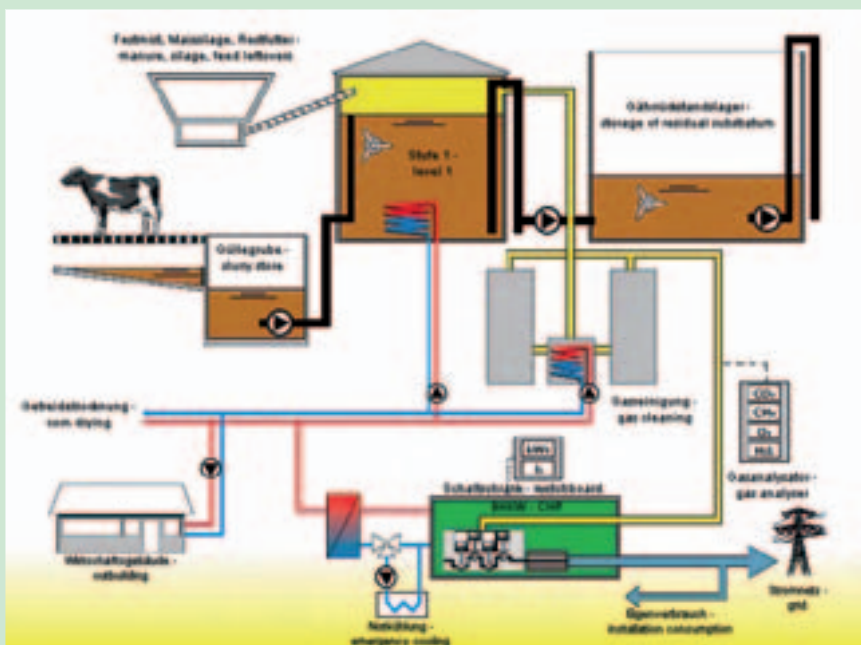 Festmist, Maissilage, Restfutter -
manure, silage, feed leftovers
Stufe 1 -
level 1
Gährrückstandslager -
storage of residual substratum
Güllegrube -
slurry store
Getreidetrocknung -
corn drying
Gasreinigung -
gas cleaning
CO₂
CH₄
O₂
H₂S
Gasanalysator -
gas analyser
kWh
h
Schaltschrank - switchboard
BHKW - CHP
Wirtschaftsgebäude -
outbuilding
Notkühlung -
emergency cooling
Eigenverbrauch -
installation consumption
Stromnetz -
grid